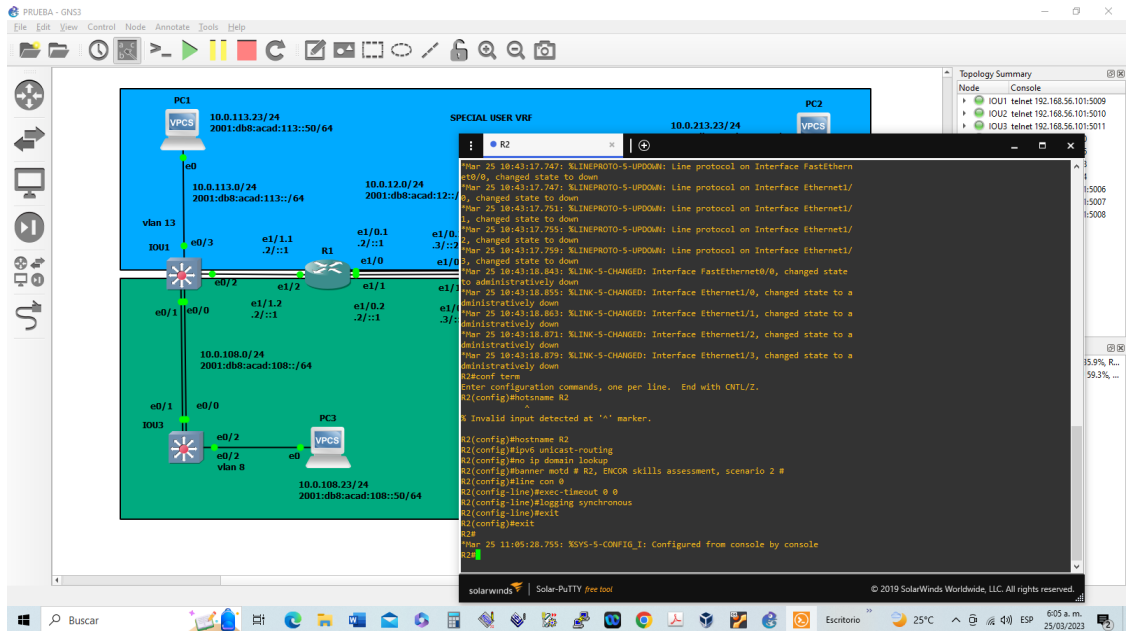 PRUEBA - GNS3
File Edit View Control Node Annotate Tools Help
Topology Summary
Node Console
IOU1 telnet 192.168.56.101:5009
IOU2 telnet 192.168.56.101:5010
IOU3 telnet 192.168.56.101:5011
:5006
:5007
:5008
35.9%, R...
59.3%, ...
PC1
VPCS
10.0.113.23/24
2001:db8:acad:113::50/64
SPECIAL USER VRF
PC2
10.0.213.23/24
VPCS
e0
10.0.113.0/24
2001:db8:acad:113::/64
10.0.12.0/24
2001:db8:acad:12::/
vlan 13
IOU1
e0/3
e1/1.1
.2/::1
R1
e1/0.1
.2/::1
e1/0.
.3/::2
e1/0
e1/0
e0/2
e1/2
e1/1
e1/1
e0/1
e0/0
e1/1.2
.2/::1
e1/0.2
.2/::1
e1/0
.3/:
10.0.108.0/24
2001:db8:acad:108::/64
e0/1
e0/0
IOU3
PC3
VPCS
e0/2
e0/2
vlan 8
e0
10.0.108.23/24
2001:db8:acad:108::50/64
R2
*Mar 25 10:43:17.747: %LINEPROTO-5-UPDOWN: Line protocol on Interface FastEthern
et0/0, changed state to down
*Mar 25 10:43:17.747: %LINEPROTO-5-UPDOWN: Line protocol on Interface Ethernet1/
0, changed state to down
*Mar 25 10:43:17.751: %LINEPROTO-5-UPDOWN: Line protocol on Interface Ethernet1/
1, changed state to down
*Mar 25 10:43:17.755: %LINEPROTO-5-UPDOWN: Line protocol on Interface Ethernet1/
2, changed state to down
*Mar 25 10:43:17.759: %LINEPROTO-5-UPDOWN: Line protocol on Interface Ethernet1/
3, changed state to down
*Mar 25 10:43:18.843: %LINK-5-CHANGED: Interface FastEthernet0/0, changed state
to administratively down
*Mar 25 10:43:18.855: %LINK-5-CHANGED: Interface Ethernet1/0, changed state to a
dministratively down
*Mar 25 10:43:18.863: %LINK-5-CHANGED: Interface Ethernet1/1, changed state to a
dministratively down
*Mar 25 10:43:18.871: %LINK-5-CHANGED: Interface Ethernet1/2, changed state to a
dministratively down
*Mar 25 10:43:18.879: %LINK-5-CHANGED: Interface Ethernet1/3, changed state to a
dministratively down
R2#conf term
Enter configuration commands, one per line. End with CNTL/Z.
R2(config)#hotsname R2
^
% Invalid input detected at '^' marker.
R2(config)#hostname R2
R2(config)#ipv6 unicast-routing
R2(config)#no ip domain lookup
R2(config)#banner motd # R2, ENCOR skills assessment, scenario 2 #
R2(config)#line con 0
R2(config-line)#exec-timeout 0 0
R2(config-line)#logging synchronous
R2(config-line)#exit
R2(config)#exit
R2#
*Mar 25 11:05:28.755: %SYS-5-CONFIG_I: Configured from console by console
R2#
solarwinds | Solar-PuTTY free tool
© 2019 SolarWinds Worldwide, LLC. All rights reserved.
Buscar
Escritorio
25°C
ESP
6:05 a. m.
25/03/2023